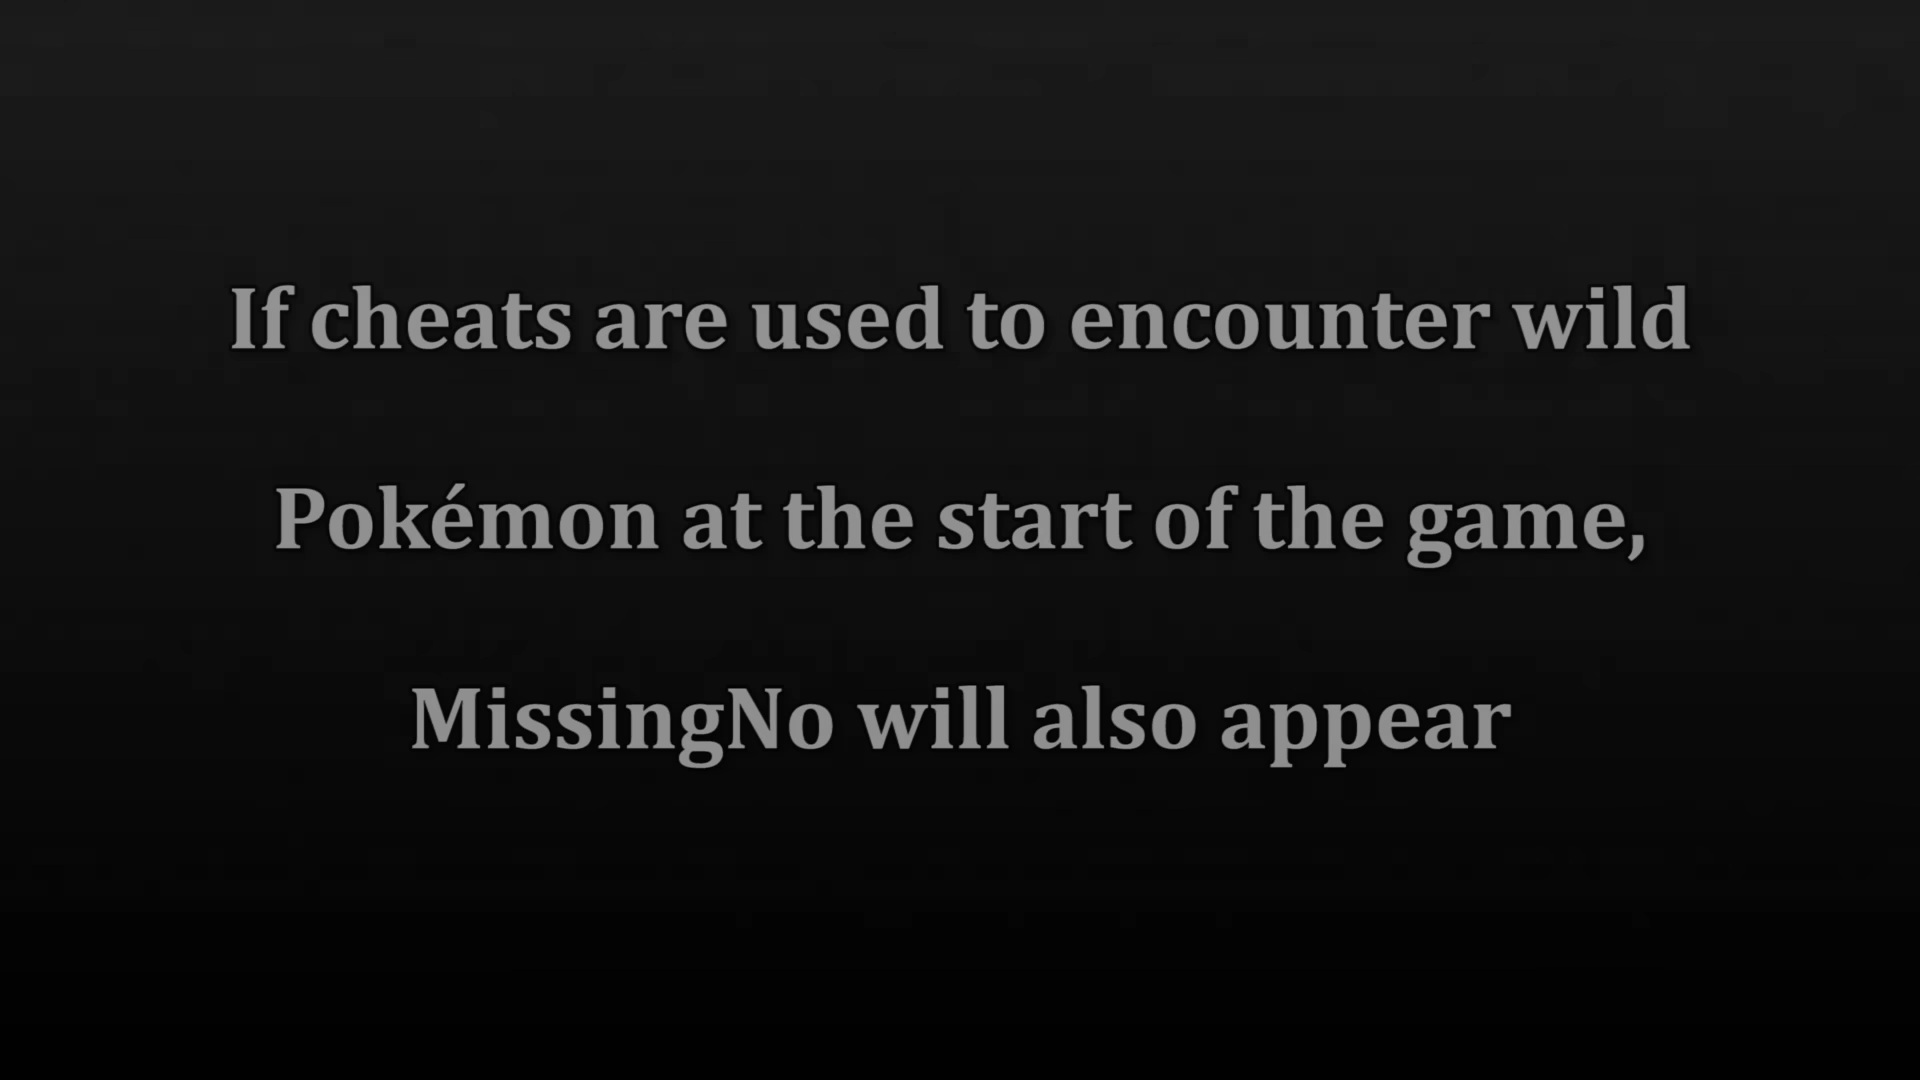 If cheats are used to encounter wild
Pokémon at the start of the game,
MissingNo will also appear